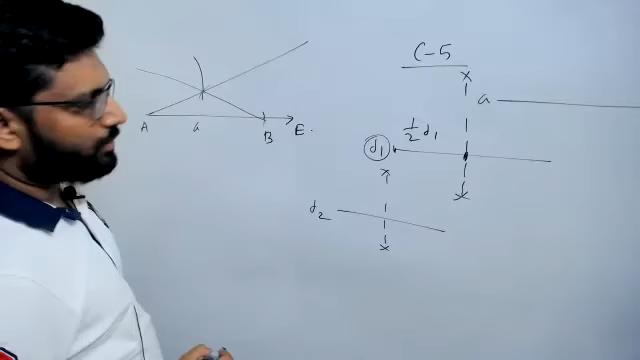 C-5
a
1/2 d₁
d₁
d₂
A a B E.